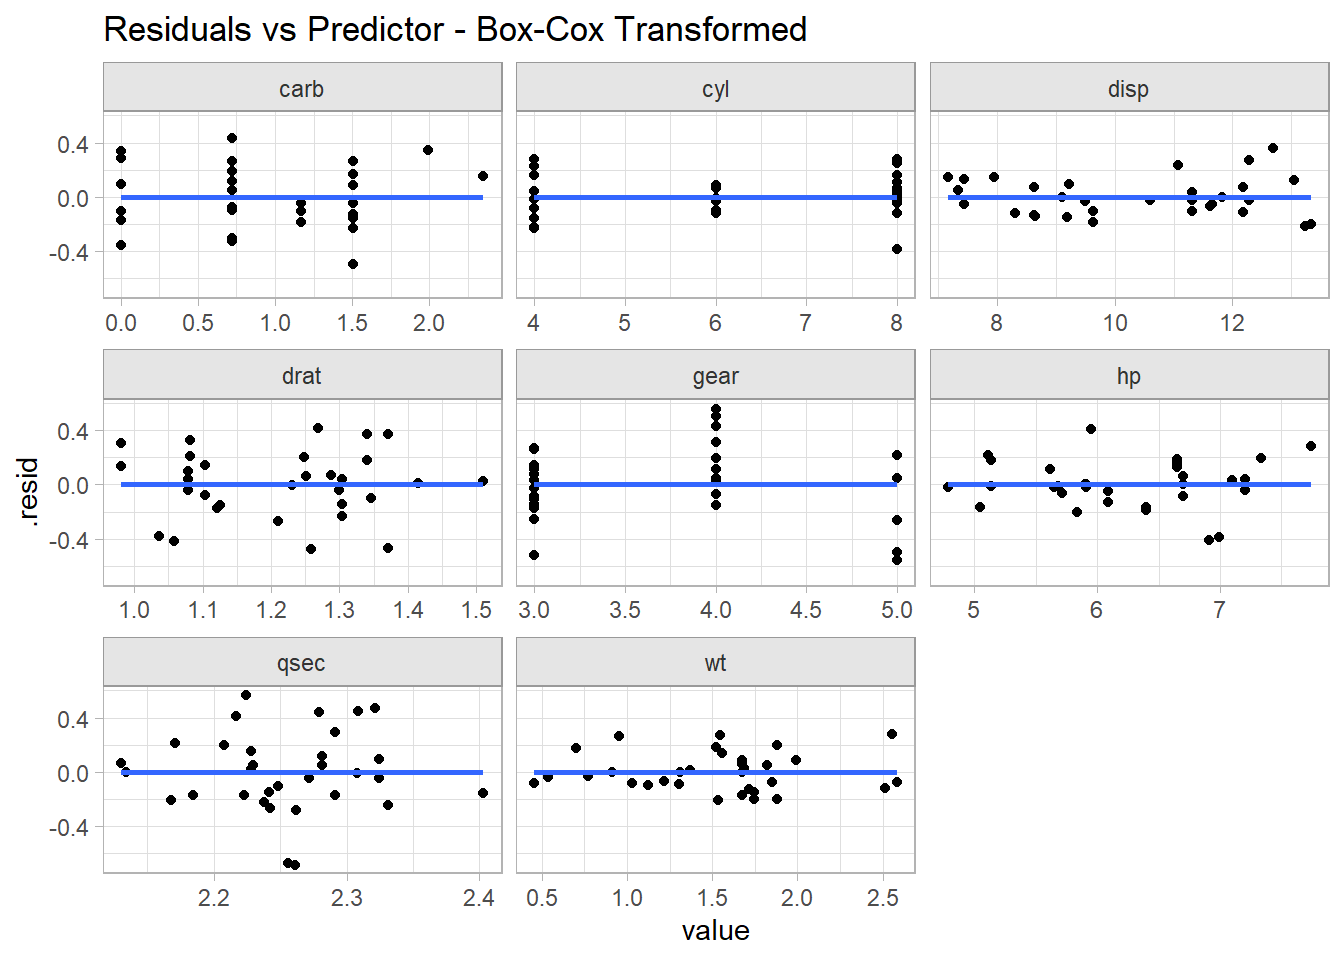 Residuals vs Predictor - Box-Cox Transformed
carb cyl disp
0.4
0.0
-0.4
0.0 0.5 1.0 1.5 2.0 4 5 6 7 8 8 10 12
drat gear hp
0.4
0.0
-0.4
1.0 1.1 1.2 1.3 1.4 1.5 3.0 3.5 4.0 4.5 5.0 5 6 7
.resid
qsec wt
0.4
0.0
-0.4
2.2 2.3 2.4 0.5 1.0 1.5 2.0 2.5
value